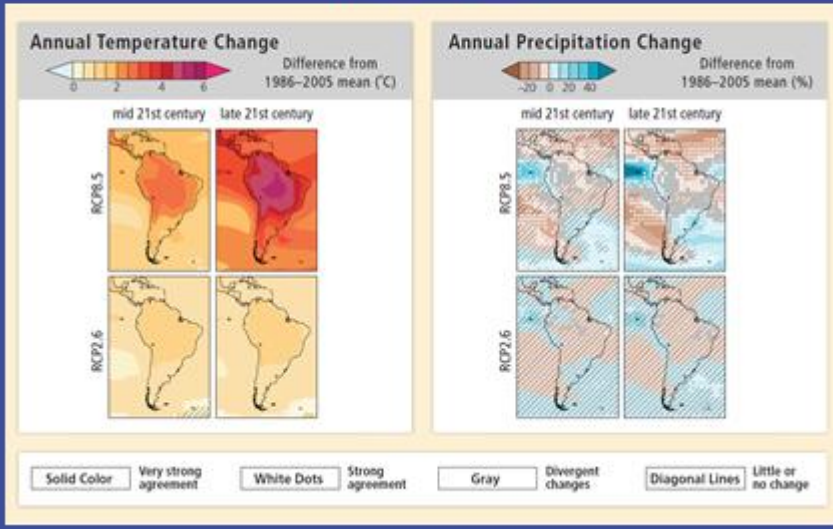 Annual Temperature Change
Difference from
1986–2005 mean (˚C)
0 2 4 6
mid 21st century late 21st century
RCP8.5
RCP2.6
Annual Precipitation Change
Difference from
1986–2005 mean (%)
-20 0 20 40
mid 21st century late 21st century
RCP8.5
RCP2.6
Solid Color
Very strong
agreement
White Dots
Strong
agreement
Gray
Divergent
changes
Diagonal Lines
Little or
no change